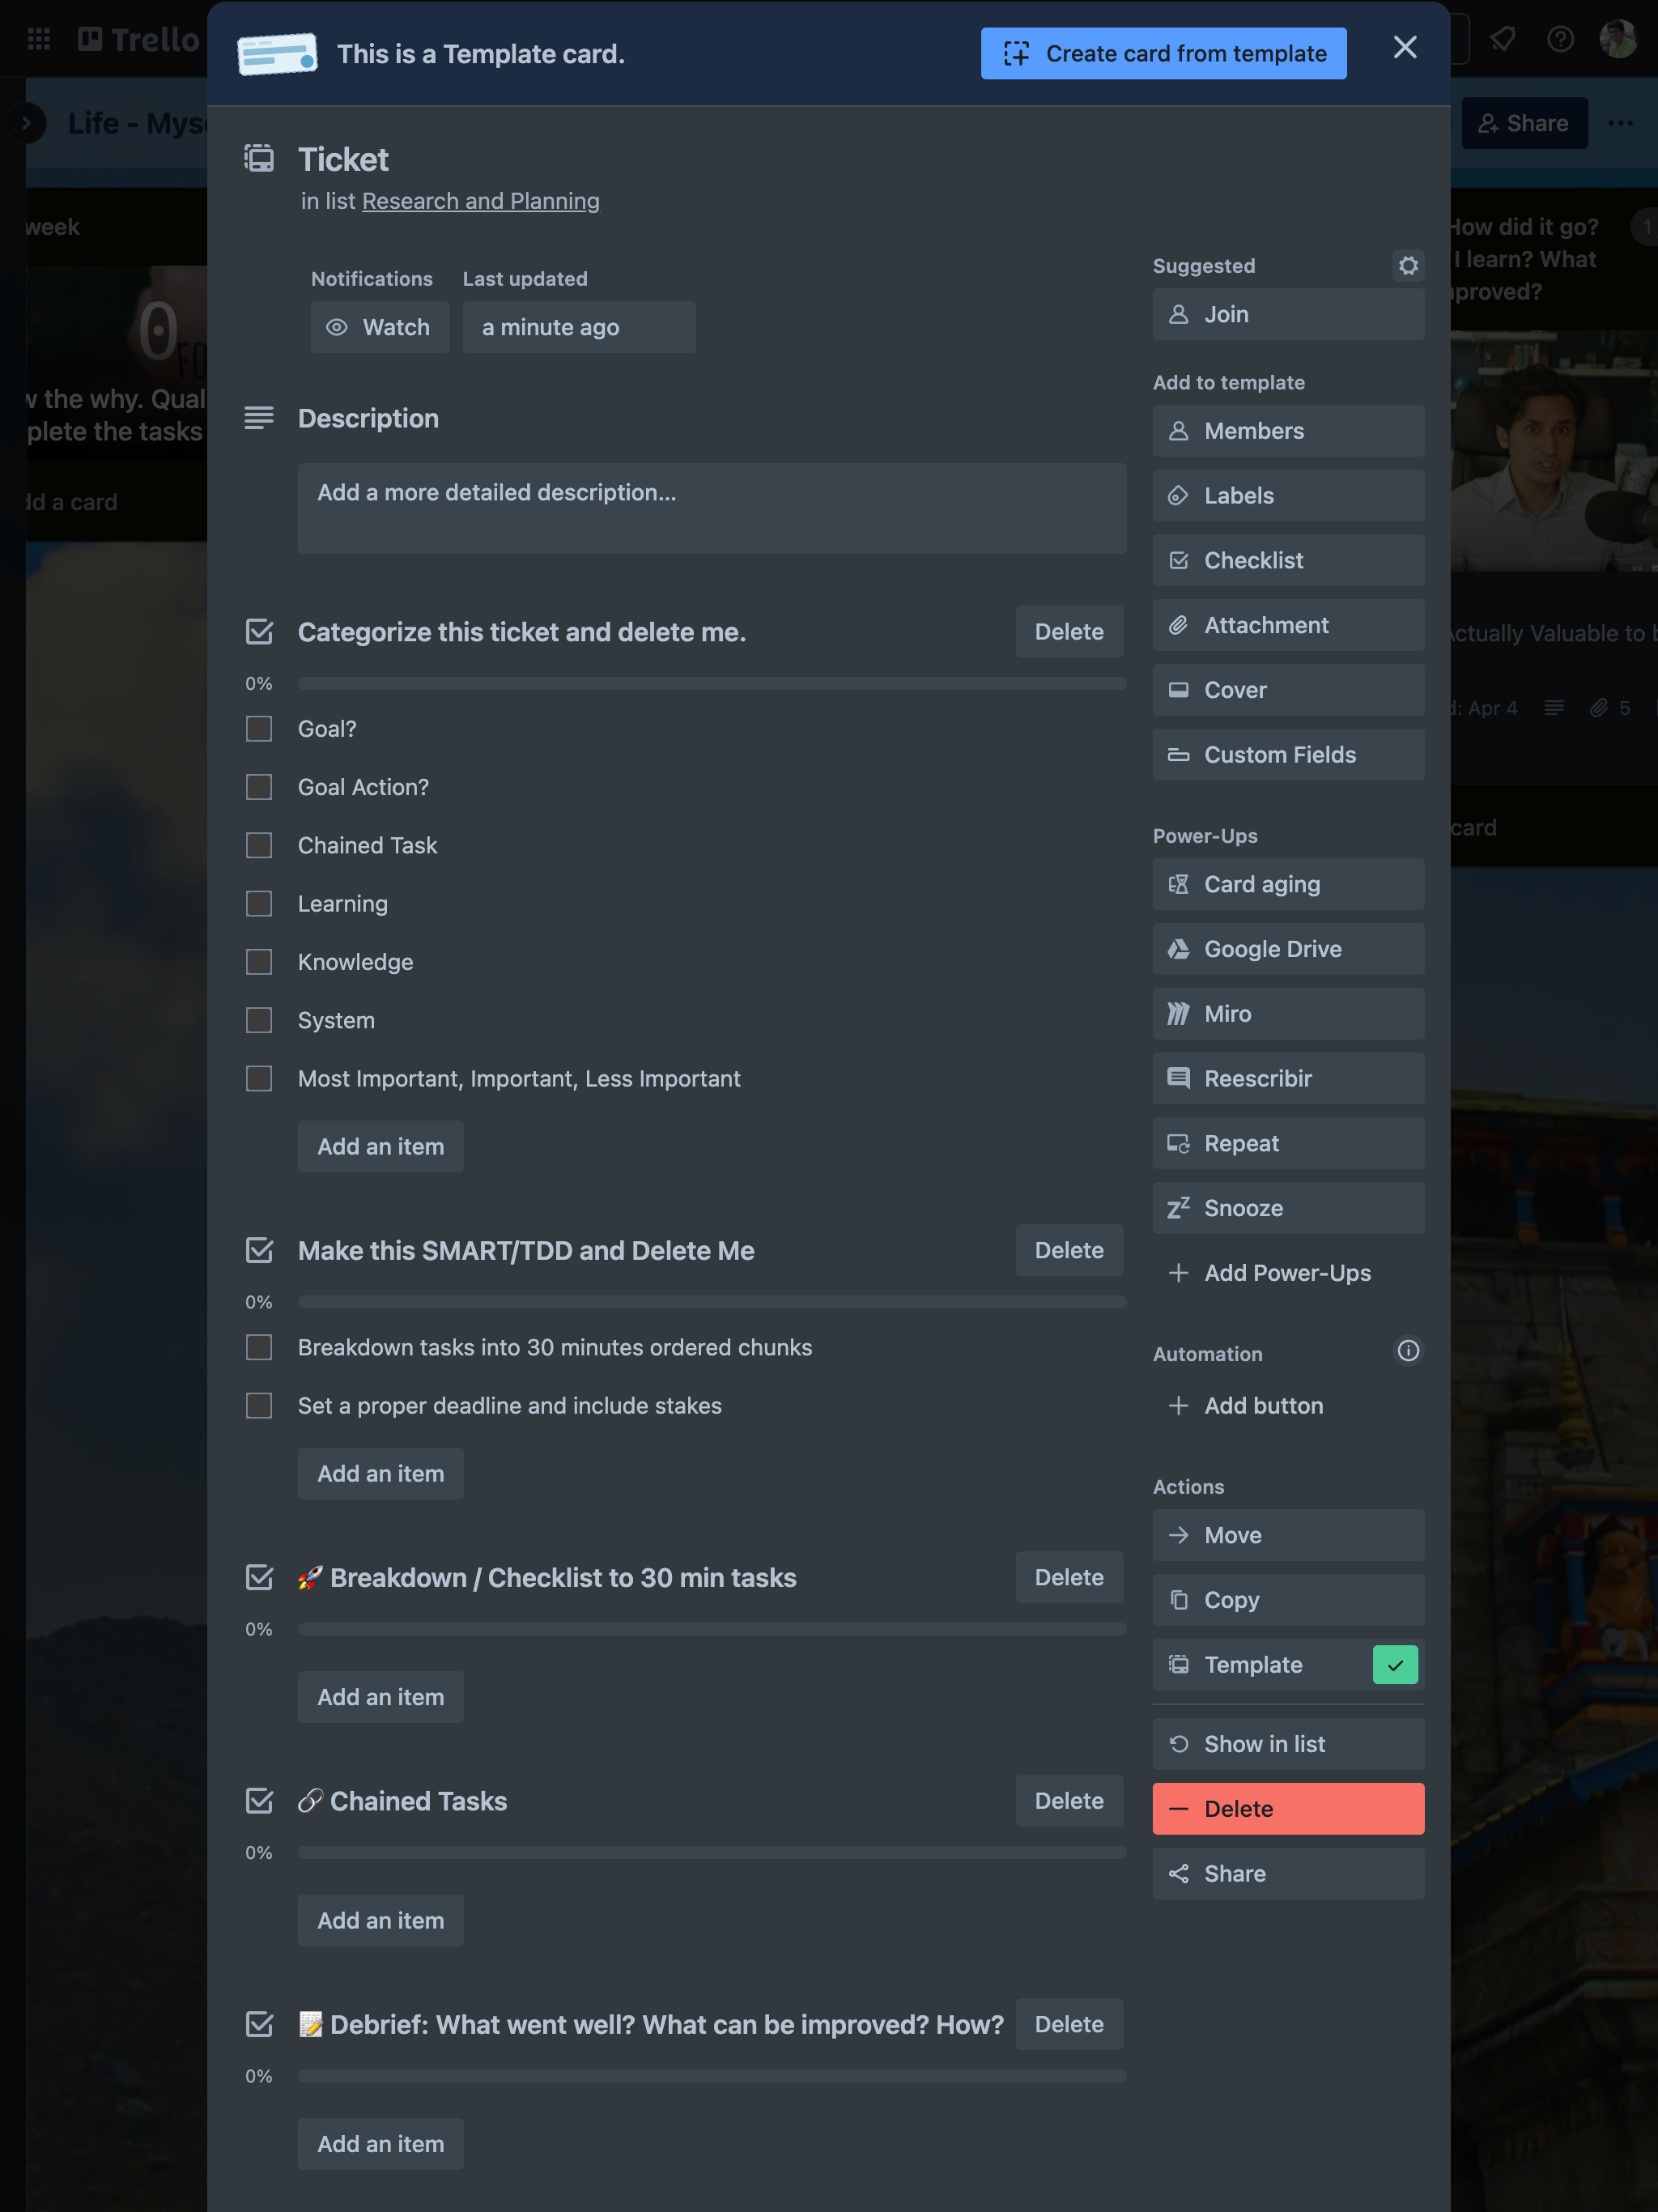 Trello
This is a Template card.
Create card from template
Life - Mys
Share
Ticket
in list Research and Planning
week
How did it go?
1
I learn? What
proved?
Notifications
Last updated
Watch
a minute ago
Suggested
Join
Add to template
Members
Labels
Checklist
Attachment
Cover
Custom Fields
0
FO
w the why. Qual
plete the tasks
dd a card
Description
Add a more detailed description...
Categorize this ticket and delete me.
Delete
0%
Goal?
Goal Action?
Chained Task
Learning
Knowledge
System
Most Important, Important, Less Important
Add an item
Actually Valuable to b
d: Apr 4
5
card
Power-Ups
Card aging
Google Drive
Miro
Reescribir
Repeat
Snooze
Add Power-Ups
Make this SMART/TDD and Delete Me
Delete
0%
Breakdown tasks into 30 minutes ordered chunks
Set a proper deadline and include stakes
Add an item
Automation
Add button
Actions
Move
Copy
Template
Show in list
Delete
Share
🚀 Breakdown / Checklist to 30 min tasks
Delete
0%
Add an item
🔗 Chained Tasks
Delete
0%
Add an item
📝 Debrief: What went well? What can be improved? How?
Delete
0%
Add an item